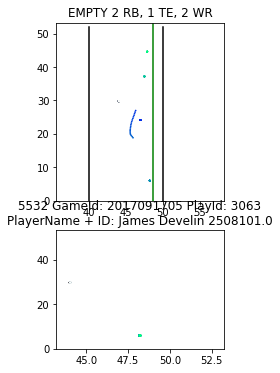 EMPTY 2 RB, 1 TE, 2 WR
50
40
30
20
10
0
40 45 50 55
5532 GameId: 2017091705 PlayId: 3063
PlayerName + ID: James Develin 2508101.0
40
20
0
45.0 47.5 50.0 52.5